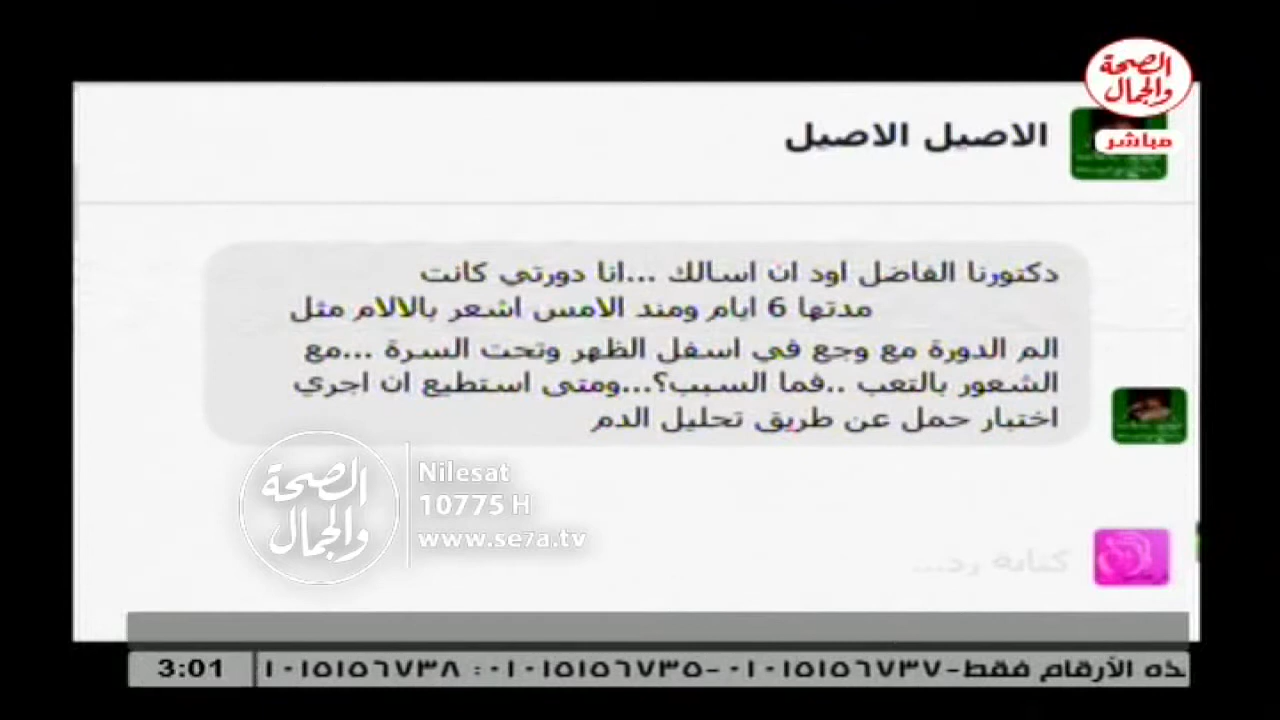 الصحة
والجمال
مباشر
الاصيل الاصيل
دكتورنا الفاضل اود ان اسالك ...انا دورتي كانت
مدتها 6 ايام ومند الامس اشعر بالالام مثل
الم الدورة مع وجع في اسفل الظهر وتحت السرة ...مع
الشعور بالتعب ..فما السبب؟...ومتى استطيع ان اجري
اختبار حمل عن طريق تحليل الدم
الصحة
والجمال
Nilesat
10775 H
www.se7a.tv
كتابة رد...
3:01
ذه الأرقام فقط-٠١٠١٥١٥٦٧٣٧-٠١٠١٥١٥٦٧٣٥: ١٠١٥١٥٦٧٣٨